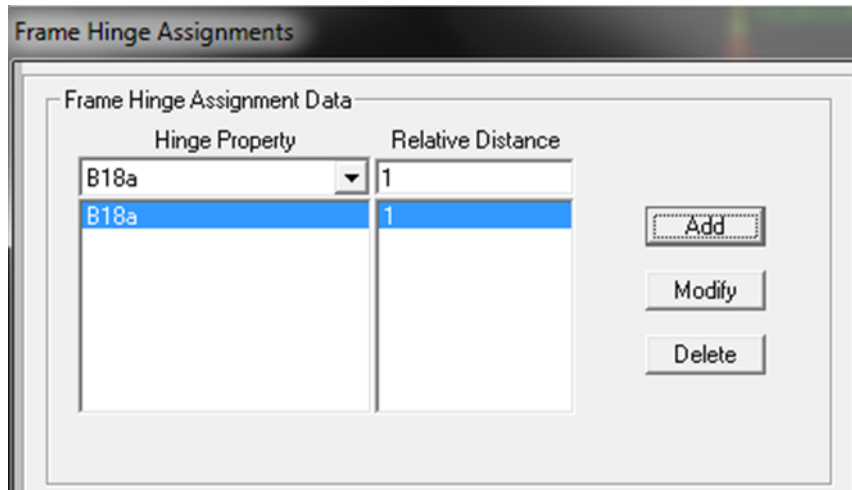 Frame Hinge Assignments
Frame Hinge Assignment Data
Hinge Property Relative Distance
B18a 1
B18a 1
Add
Modify
Delete